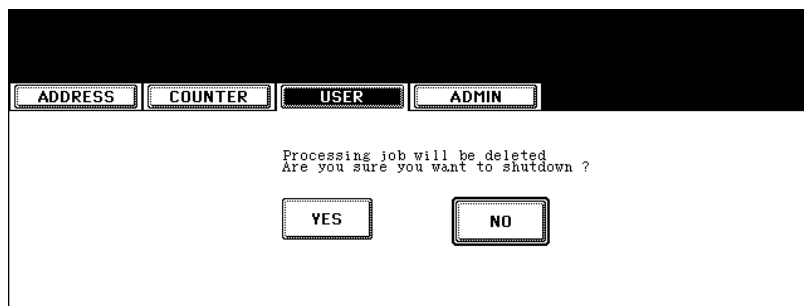 ADDRESS COUNTER USER ADMIN
Processing job will be deleted
Are you sure you want to shutdown ?
YES NO